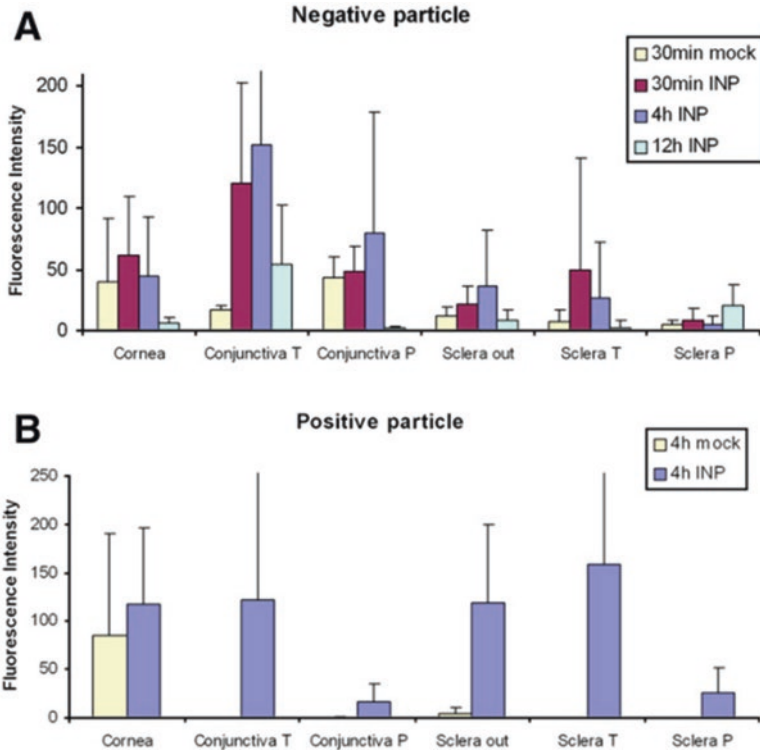 A
Negative particle
30min mock
30min INP
4h INP
12h INP
Fluorescence Intensity
200
150
100
50
0
Cornea Conjunctiva T Conjunctiva P Sclera out Sclera T Sclera P
B
Positive particle
4h mock
4h INP
Fluorescence Intensity
250
200
150
100
50
0
Cornea Conjunctiva T Conjunctiva P Sclera out Sclera T Sclera P